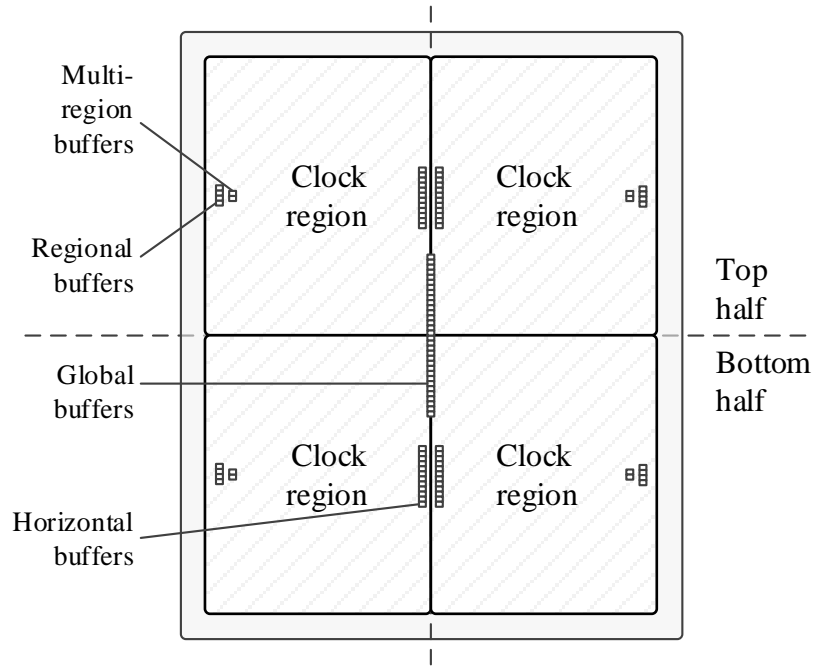 Multi-
region
buffers
Clock
region
Clock
region
Regional
buffers
Top
half
Bottom
half
Global
buffers
Clock
region
Clock
region
Horizontal
buffers